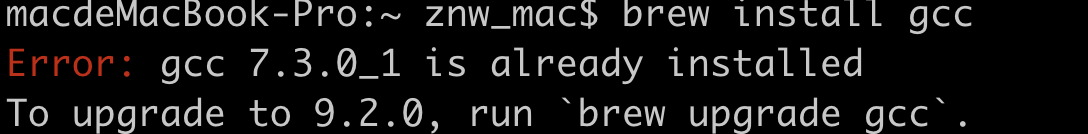 macdeMacBook-Pro:~ znw_mac$ brew install gcc
Error: gcc 7.3.0_1 is already installed
To upgrade to 9.2.0, run `brew upgrade gcc`.